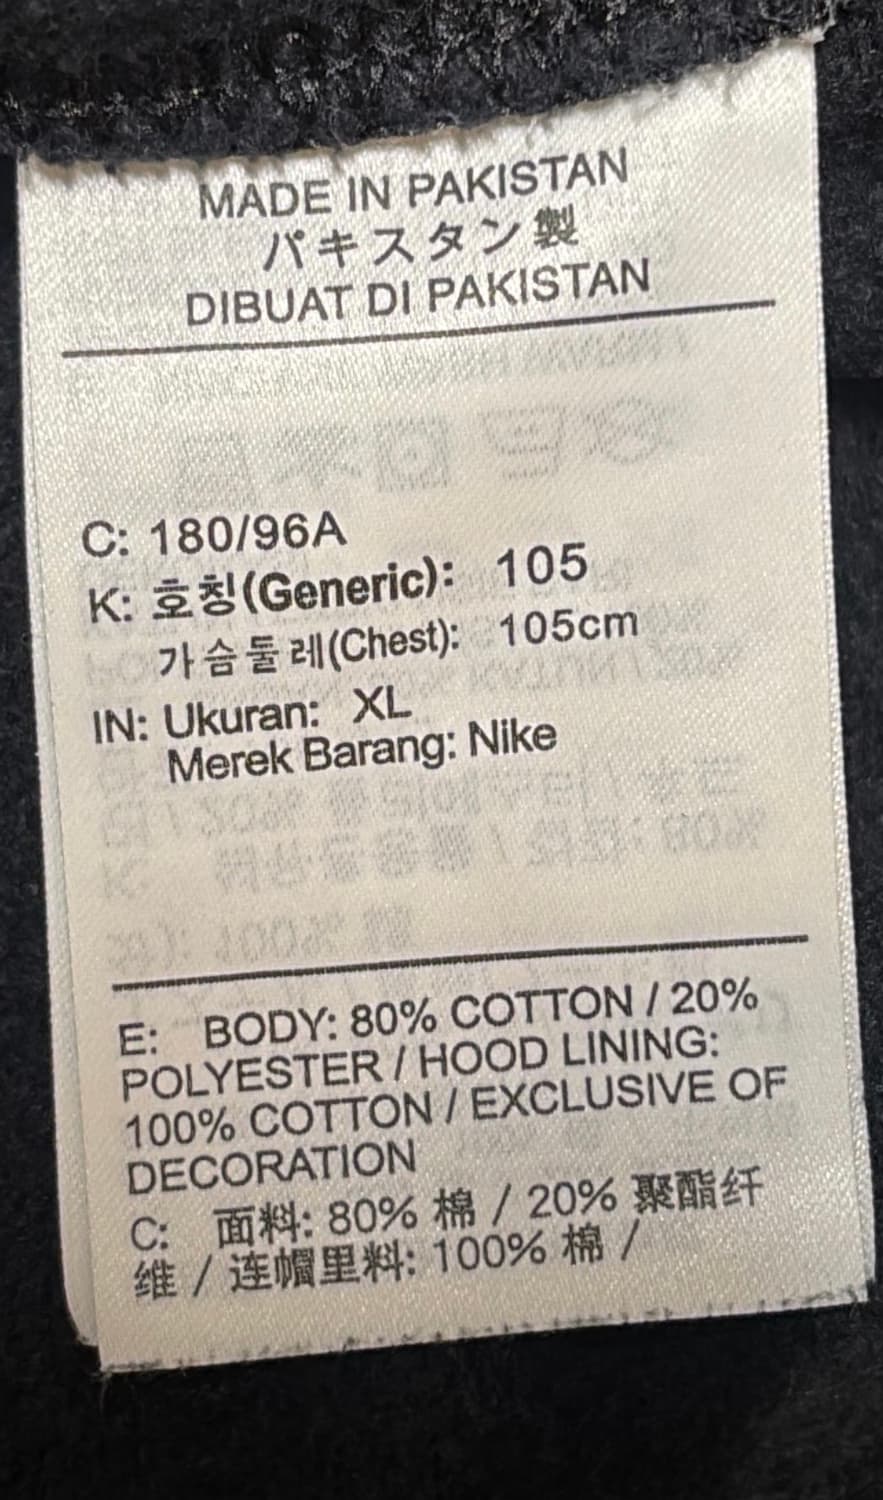 MADE IN PAKISTAN
パキスタン製
DIBUAT DI PAKISTAN
C: 180/96A
K: 호칭(Generic): 105
가슴둘레(Chest): 105cm
IN: Ukuran: XL
Merek Barang: Nike
E: BODY: 80% COTTON / 20%
POLYESTER / HOOD LINING:
100% COTTON / EXCLUSIVE OF
DECORATION
C: 面料: 80% 棉 / 20% 聚酯纤
维 / 连帽里料: 100% 棉 /